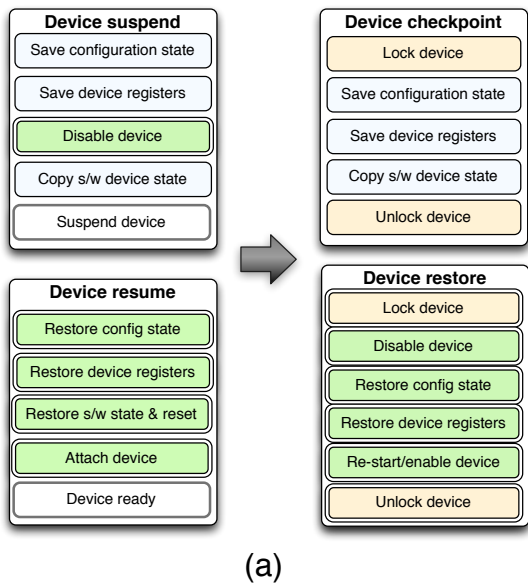 Device suspend
Save configuration state
Save device registers
Disable device
Copy s/w device state
Suspend device
Device resume
Restore config state
Restore device registers
Restore s/w state & reset
Attach device
Device ready
Device checkpoint
Lock device
Save configuration state
Save device registers
Copy s/w device state
Unlock device
Device restore
Lock device
Disable device
Restore config state
Restore device registers
Re-start/enable device
Unlock device
(a)